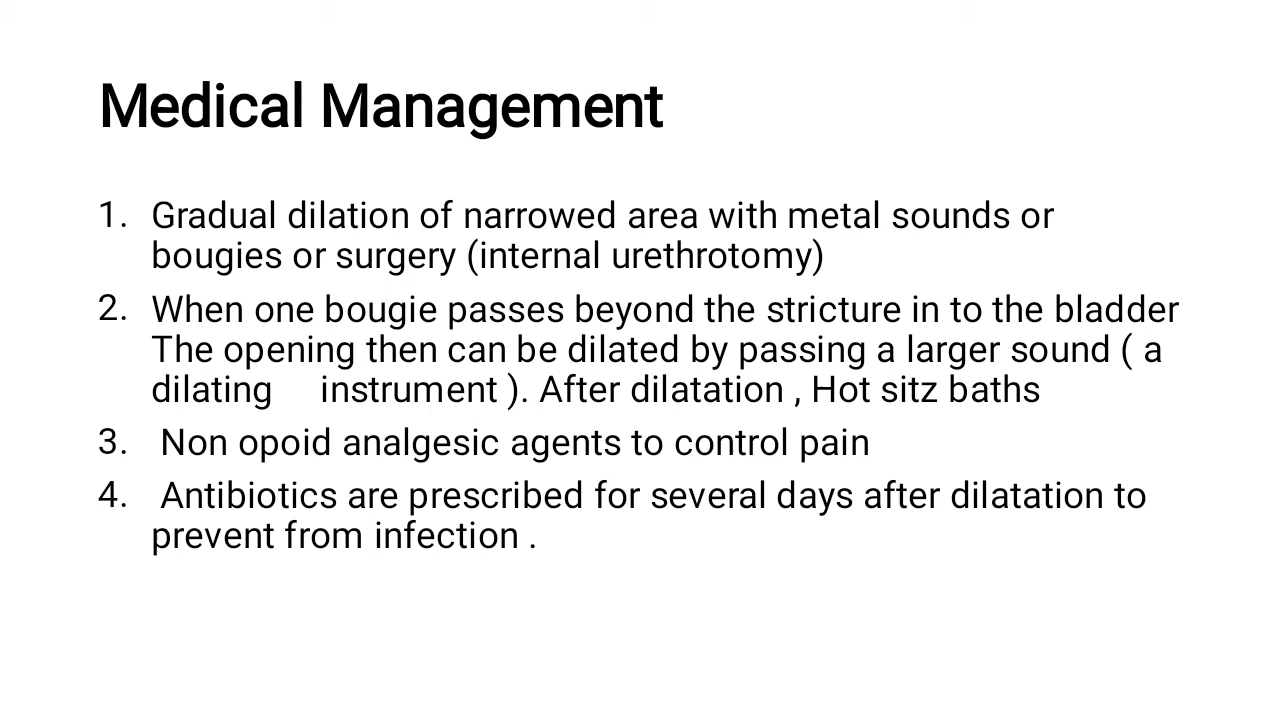 Medical Management
1. Gradual dilation of narrowed area with metal sounds or
bougies or surgery (internal urethrotomy)
2. When one bougie passes beyond the stricture in to the bladder
The opening then can be dilated by passing a larger sound ( a
dilating instrument ). After dilatation , Hot sitz baths
3. Non opoid analgesic agents to control pain
4. Antibiotics are prescribed for several days after dilatation to
prevent from infection .